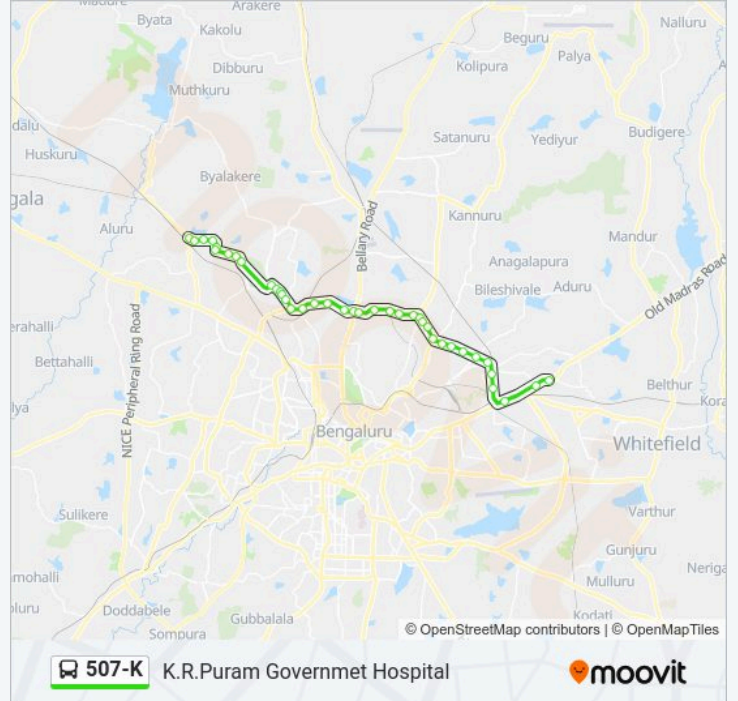 Byata
Arakere
Kakolu
Nalluru
Beguru
Palya
Dibburu
Kolipura
Muthkuru
dalu
Huskuru
Satanuru
Yediyur
Budigere
Byalakere
gala
Aluru
Bellary Road
Kannuru
Mandur
Anagalapura
Bileshivale
Aduru
Old Madras Road
erahalli
Bettahalli
NICE Peripheral Ring Road
lya
Belthur
Kora
Bengaluru
Whitefield
Sulikere
Varthur
Gunjuru
Neriga
mohalli
Mulluru
oluru
Doddabele
Gubbalala
Kodati
Sompura
© OpenStreetMap contributors | © OpenMapTiles
507-K K.R.Puram Governmet Hospital
moovit